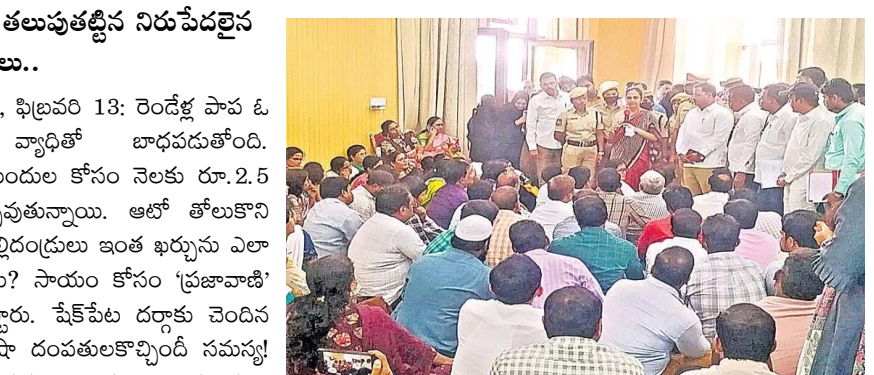 తలుపుతట్టిన నిరుపేదలైన
లు..
, ఫిబ్రవరి 13: రెండేళ్ల పాప ఓ
వ్యాధితో బాధపడుతోంది.
మందుల కోసం నెలకు రూ.2.5
వుతున్నాయి. ఆటో తోలుకొని
ల్లిదండ్రులు ఇంత ఖర్చును ఎలా
? సాయం కోసం ‘ప్రజావాణి’
్టారు. షేక్‌పేట దర్గాకు చెందిన
షా దంపతులకొచ్చిందీ సమస్య!